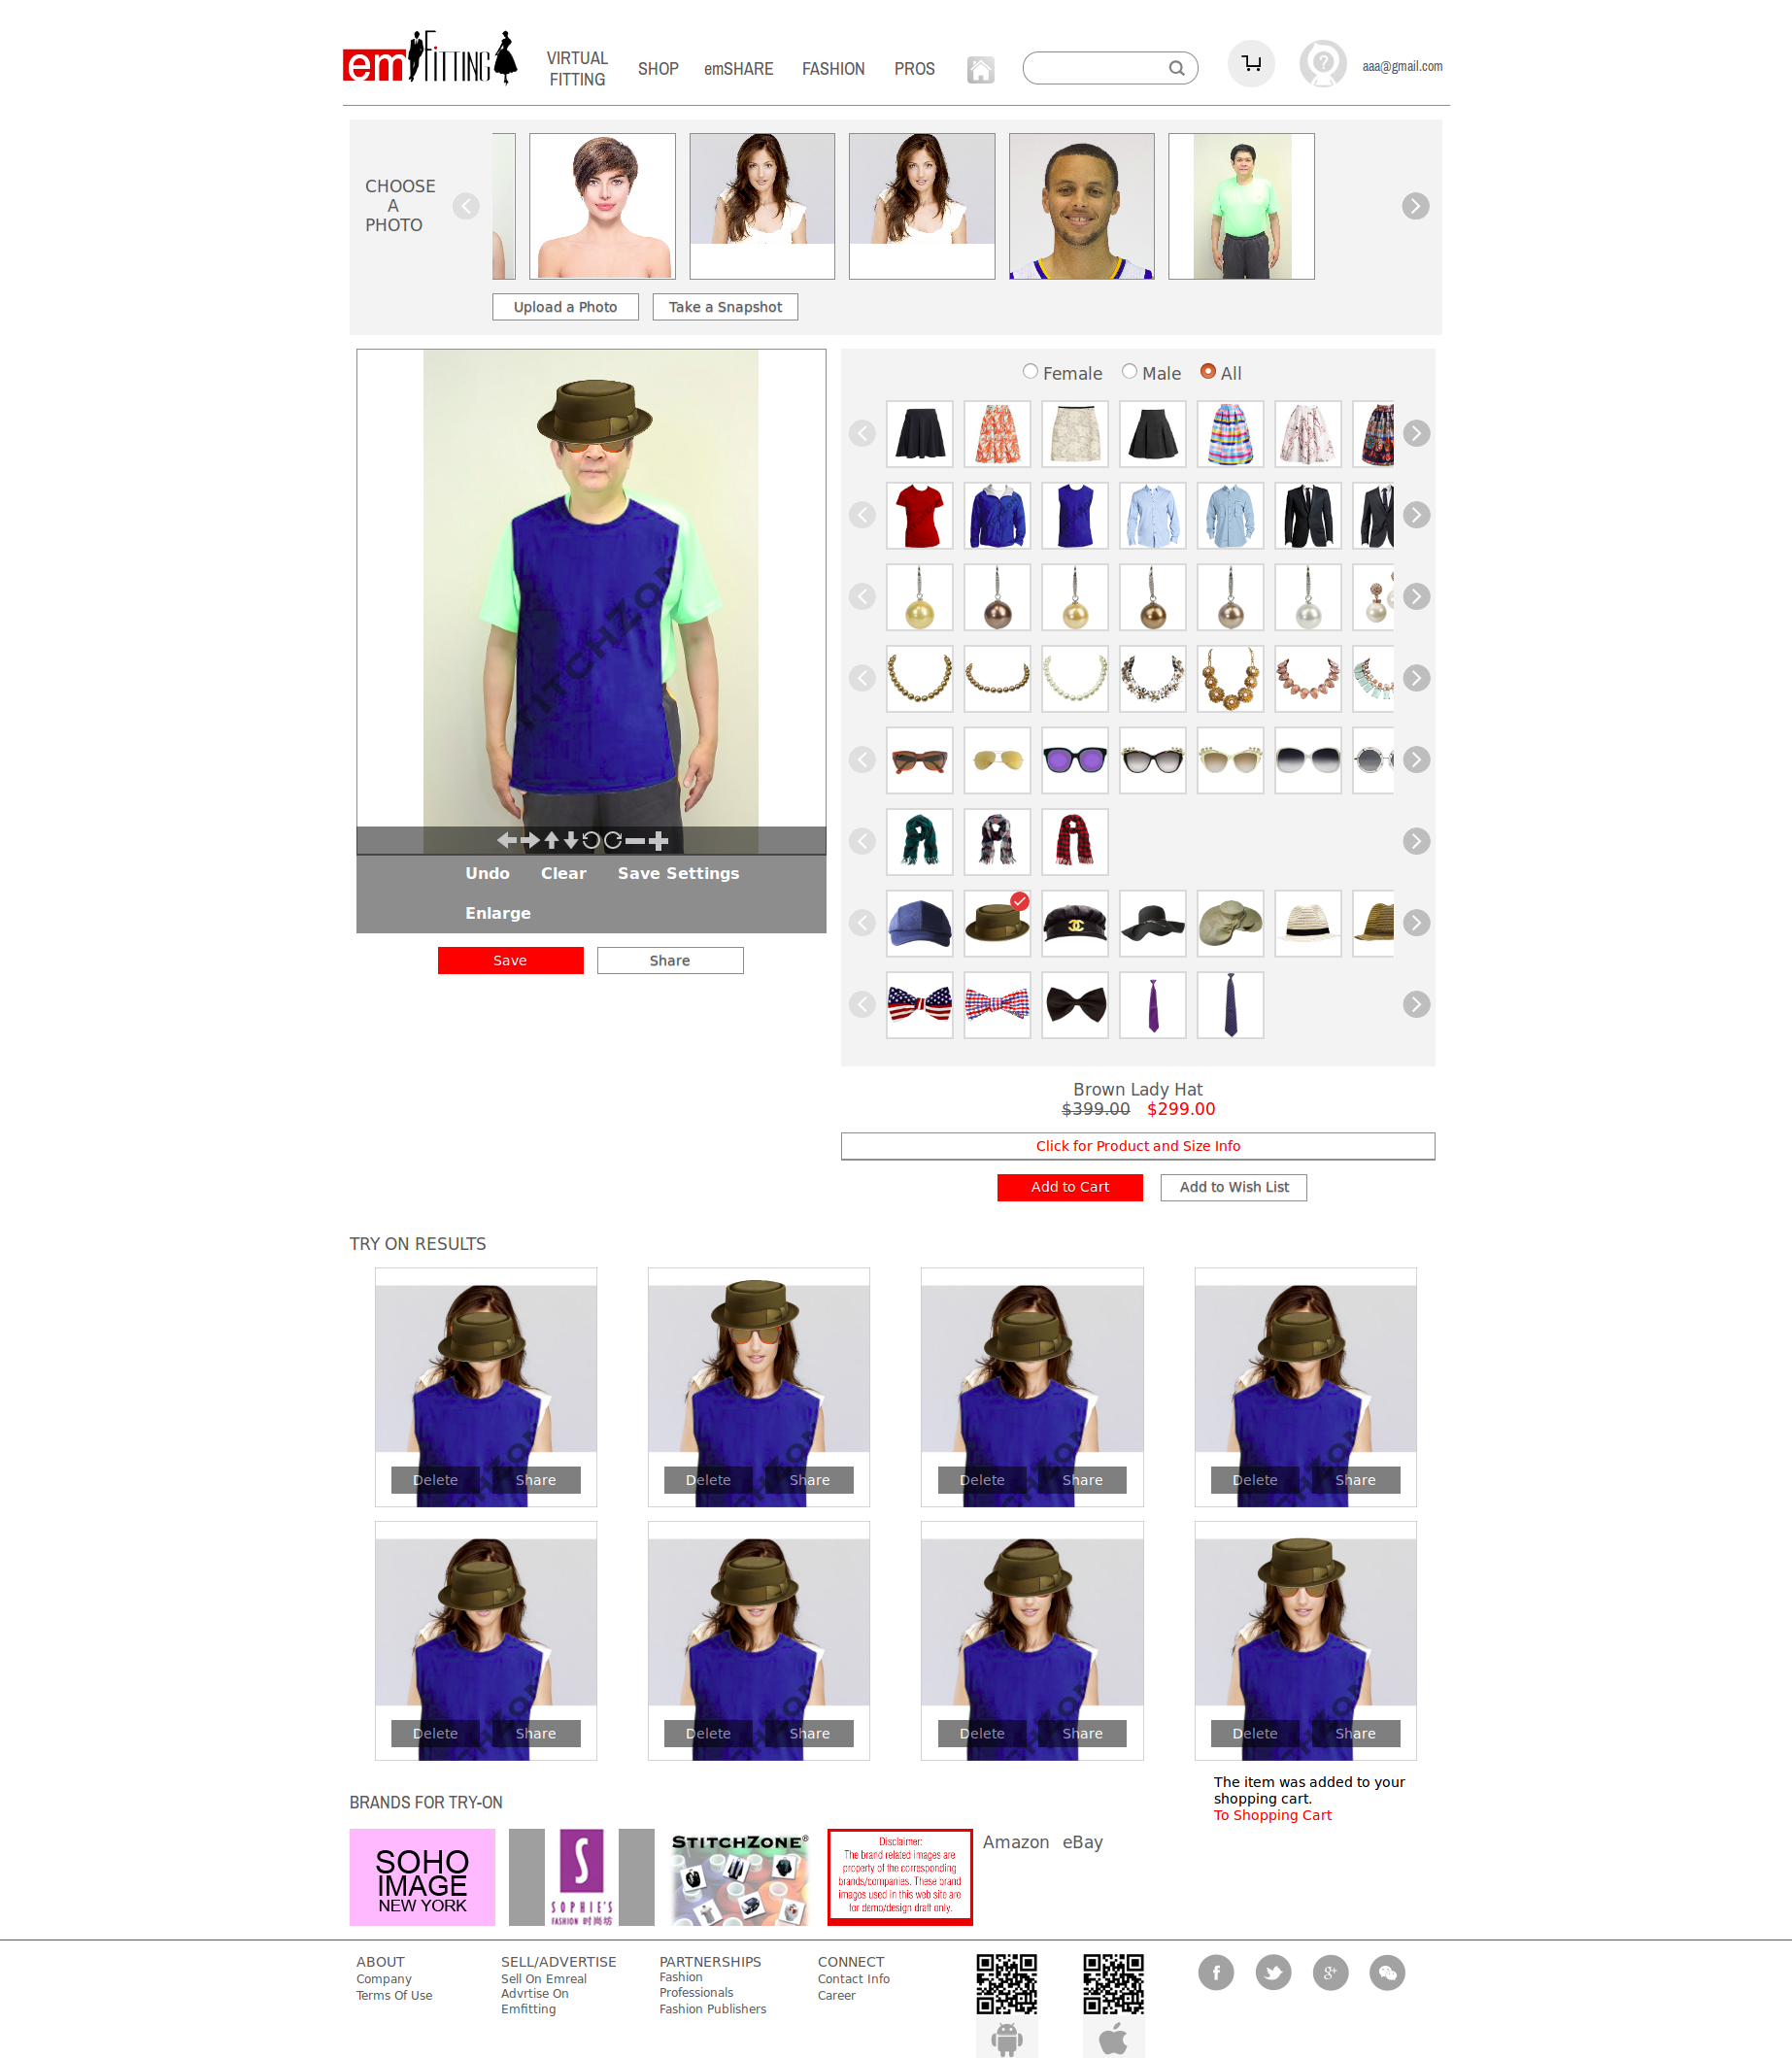 emFITTING
VIRTUAL
FITTING
SHOP
emSHARE
FASHION
PROS
aaa@gmail.com
CHOOSE
A
PHOTO
Upload a Photo
Take a Snapshot
Female
Male
All
STITCHZON
Undo
Clear
Save Settings
Enlarge
Save
Share
Brown Lady Hat
$399.00 $299.00
Click for Product and Size Info
Add to Cart
Add to Wish List
TRY ON RESULTS
Delete Share
Delete Share
Delete Share
Delete Share
Delete Share
Delete Share
Delete Share
Delete Share
The item was added to your
shopping cart.
To Shopping Cart
BRANDS FOR TRY-ON
SOHO
IMAGE
NEW YORK
S
SOPHIE'S
FASHION 时尚坊
STITCHZONE®
Disclaimer:
The brand related images are
property of the corresponding
brands/companies. These brand
images used in this web site are
for demo/design draft only.
Amazon
eBay
ABOUT
Company
Terms Of Use
SELL/ADVERTISE
Sell On Emreal
Advrtise On
Emfitting
PARTNERSHIPS
Fashion
Professionals
Fashion Publishers
CONNECT
Contact Info
Career